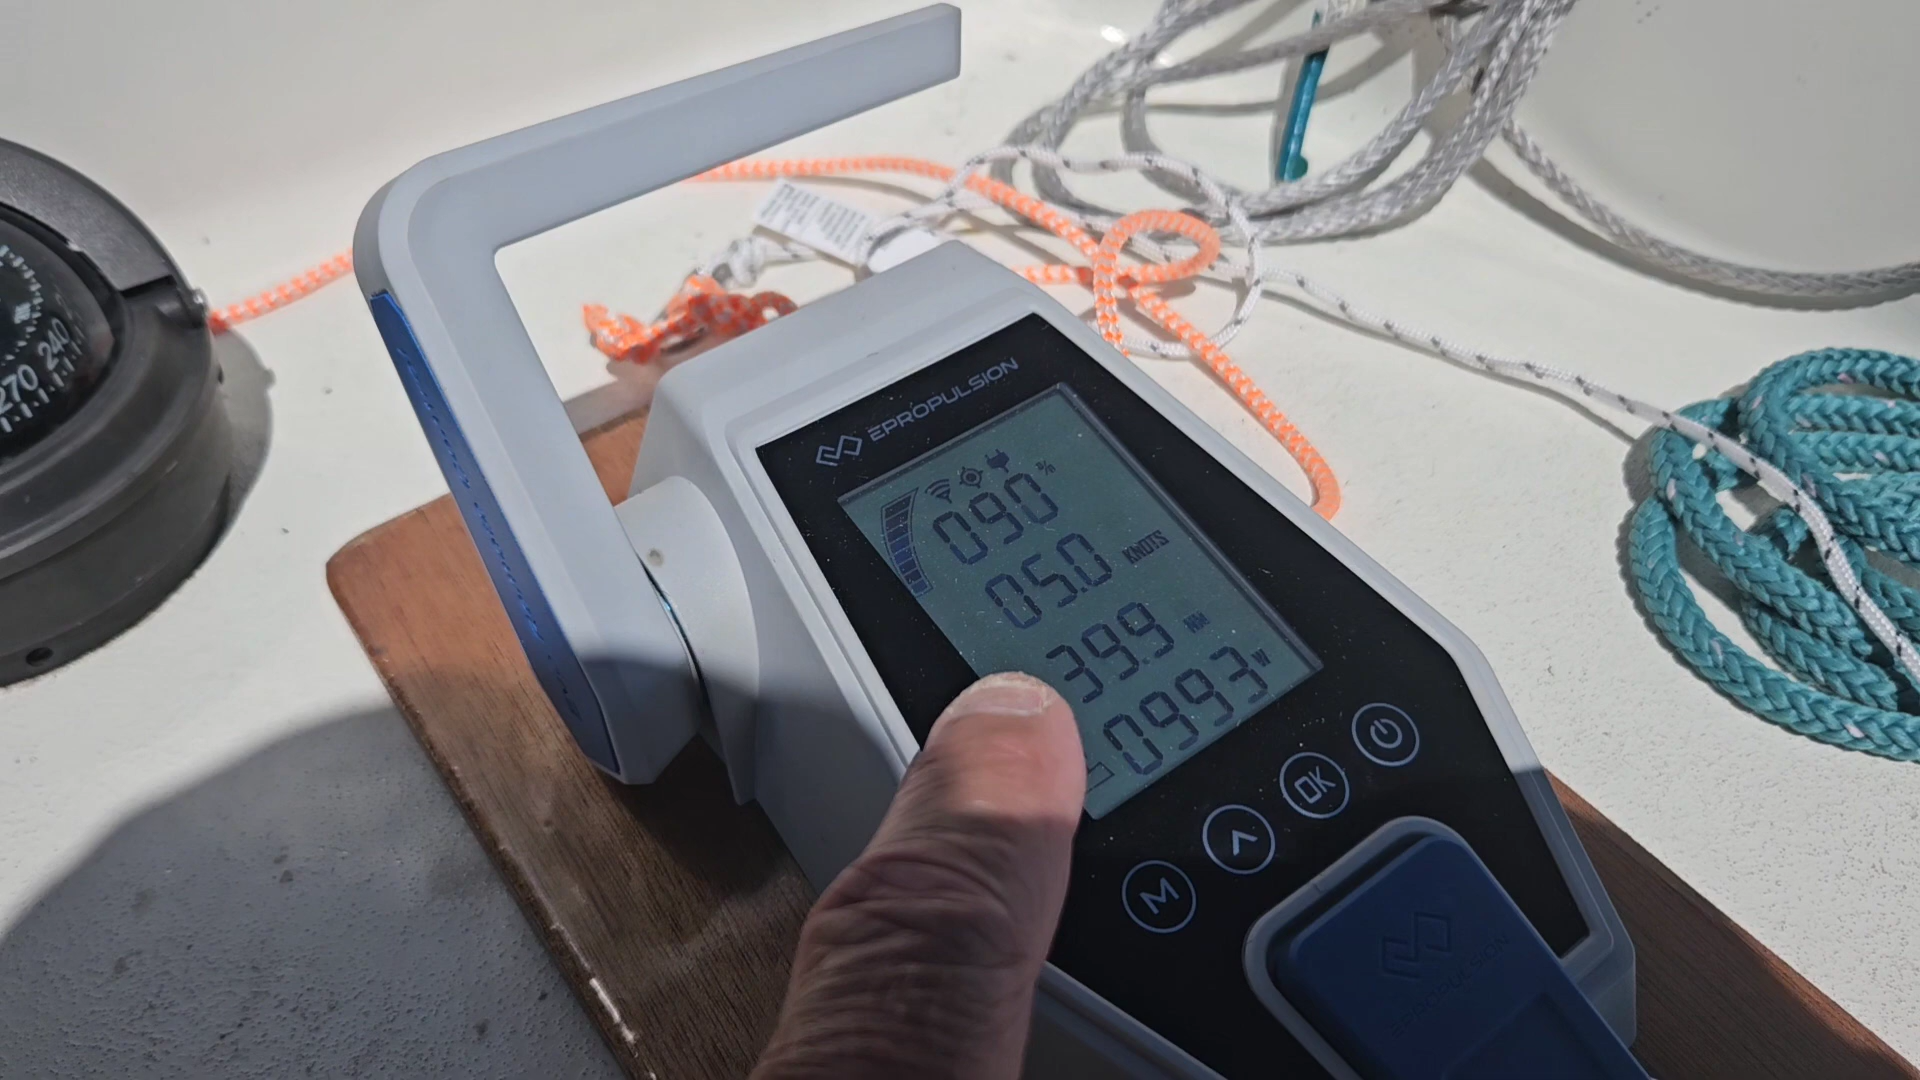 EPROPULSION
090 %
05.0 KNOTS
39.9 NM
0993 W
M
OK
EPROPULSION
240
270